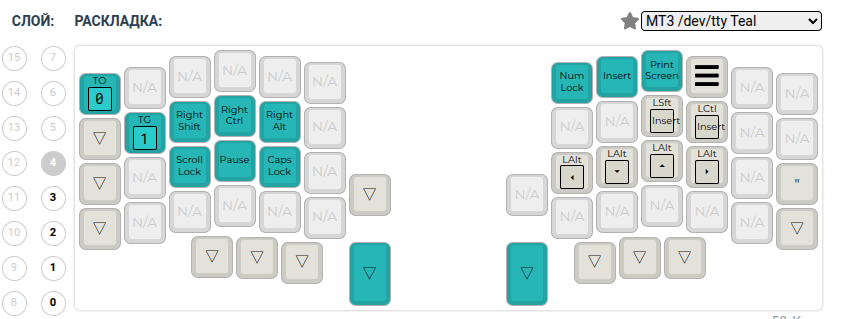 СЛОЙ: РАСКЛАДКА: MT3 /dev/tty Teal
15 7
14 6
13 5
12 4
11 3
10 2
9 1
8 0
TO 0 N/A N/A N/A N/A N/A
▽ TG 1 Right Shift Right Ctrl Right Alt N/A
▽ N/A Scroll Lock Pause Caps Lock N/A
▽ N/A N/A N/A N/A N/A ▽
▽ ▽ ▽ ▽
Num Lock Insert Print Screen N/A N/A
N/A N/A LSft Insert LCtl Insert N/A N/A
LAlt LAlt LAlt LAlt N/A "
N/A N/A N/A N/A N/A N/A ▽
▽ ▽ ▽ ▽